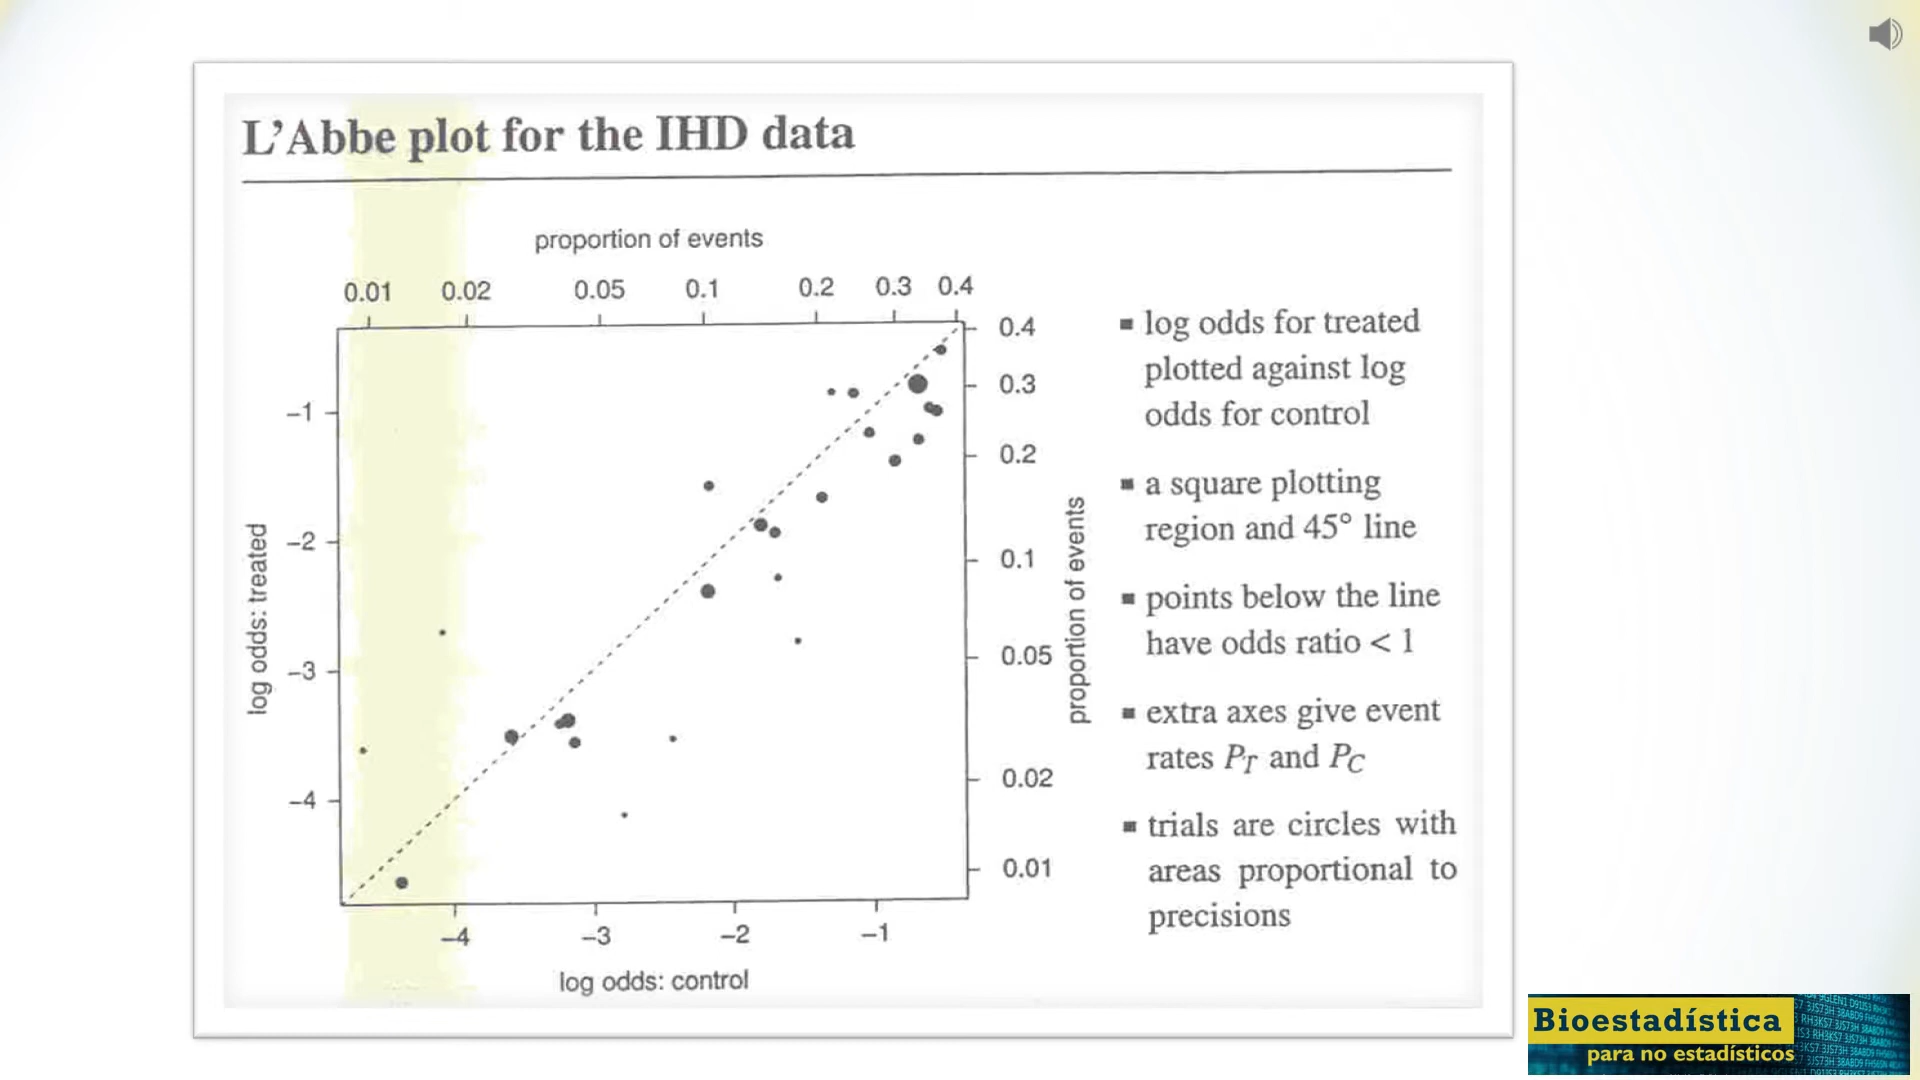 L’Abbe plot for the IHD data
proportion of events
0.01 0.02 0.05 0.1 0.2 0.3 0.4
0.4
0.3
0.2
0.1
0.05
0.02
0.01
proportion of events
−1
−2
−3
−4
log odds: treated
−4 −3 −2 −1
log odds: control
▪ log odds for treated
plotted against log
odds for control
▪ a square plotting
region and 45° line
▪ points below the line
have odds ratio < 1
▪ extra axes give event
rates PT and PC
▪ trials are circles with
areas proportional to
precisions
Bioestadística
para no estadísticos